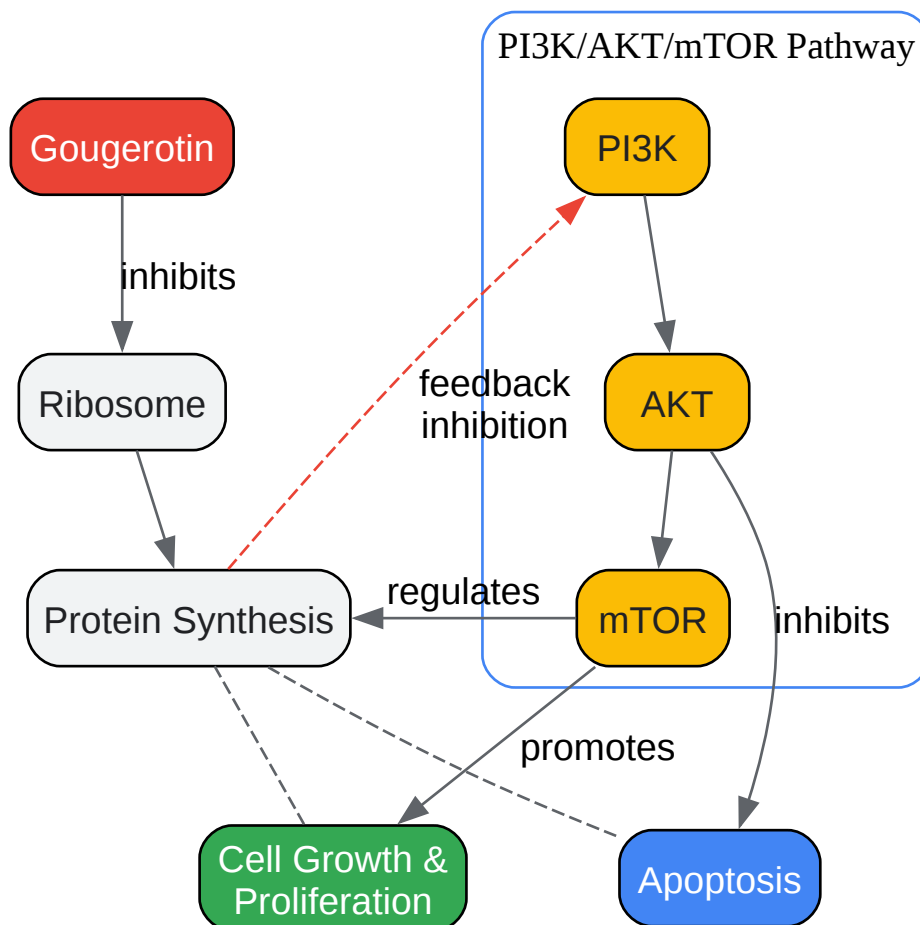 PI3K/AKT/mTOR Pathway
Gougerotin
PI3K
inhibits
Ribosome
feedback
inhibition
AKT
Protein Synthesis
regulates
mTOR
inhibits
promotes
Cell Growth &
Proliferation
Apoptosis